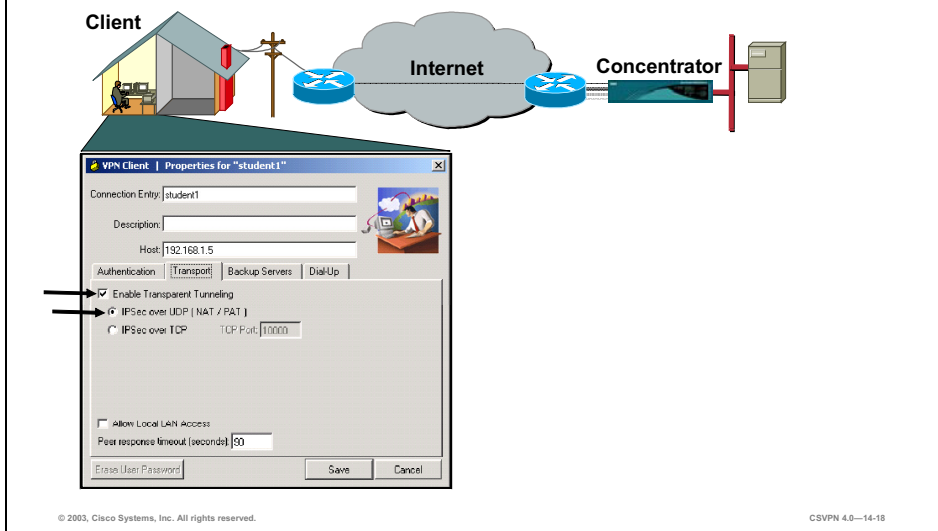 Client
Internet
Concentrator
VPN Client | Properties for "student1"
Connection Entry: student1
Description:
Host: 192.168.1.5
Authentication Transport Backup Servers Dial-Up
Enable Transparent Tunneling
IPSec over UDP ( NAT / PAT )
IPSec over TCP TCP Port: 10000
Allow Local LAN Access
Peer response timeout (seconds): 90
Erase User Password Save Cancel
© 2003, Cisco Systems, Inc. All rights reserved. CSVPN 4.0—14-18